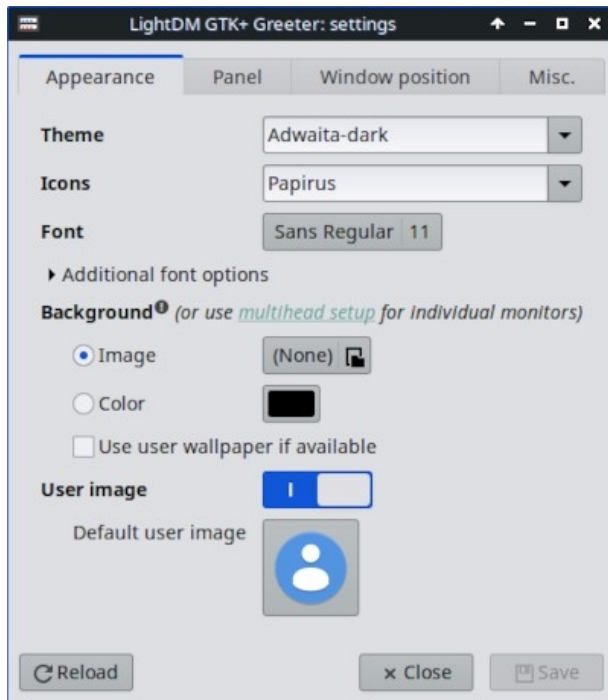 LightDM GTK+ Greeter: settings
Appearance Panel Window position Misc.
Theme Adwaita-dark
Icons Papirus
Font Sans Regular 11
Additional font options
Background (or use multihead setup for individual monitors)
Image (None)
Color
Use user wallpaper if available
User image
Default user image
Reload Close Save